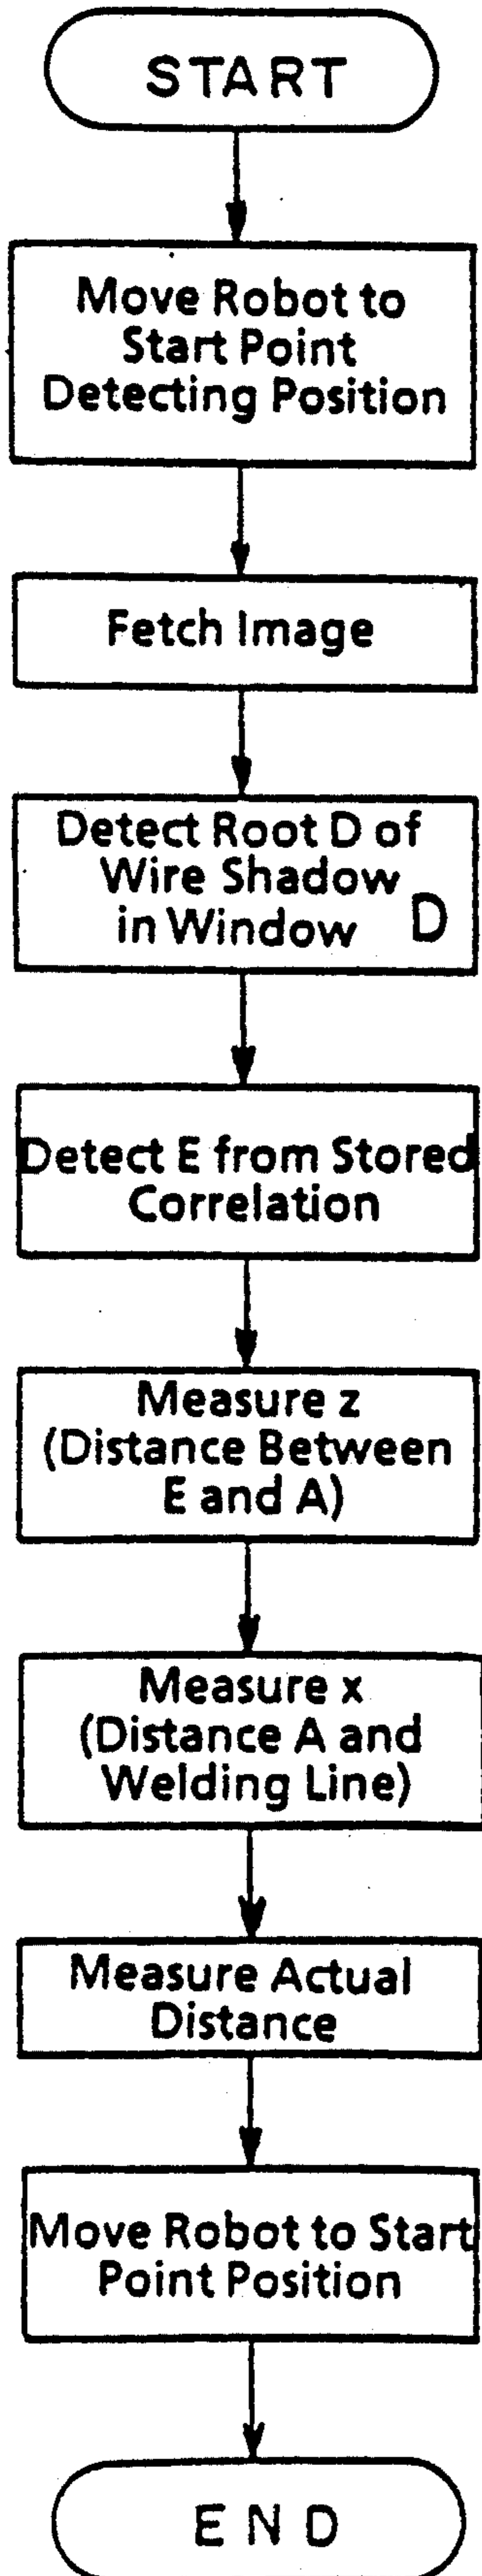 START
Move Robot to
Start Point
Detecting Position
Fetch Image
Detect Root D of
Wire Shadow
in Window D
Detect E from Stored
Correlation
Measure z
(Distance Between
E and A)
Measure x
(Distance A and
Welding Line)
Measure Actual
Distance
Move Robot to Start
Point Position
END